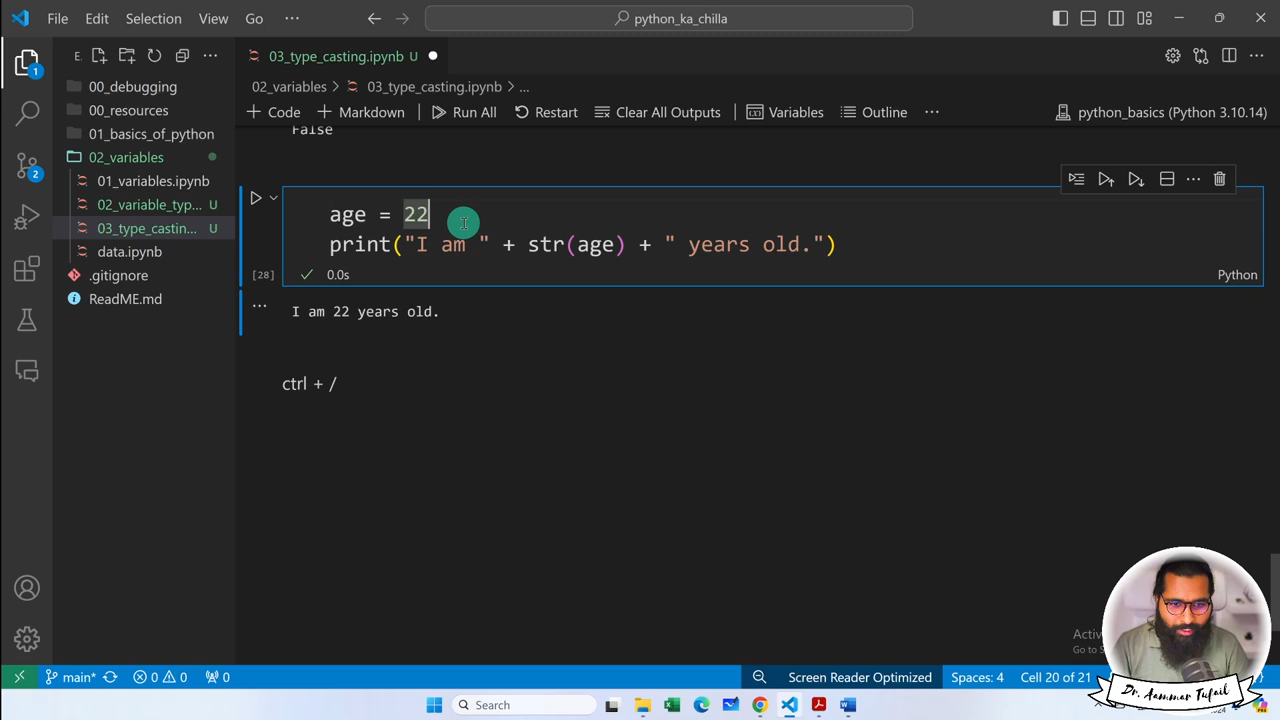 File Edit Selection View Go ··· python_ka_chilla
E. 03_type_casting.ipynb U
00_debugging
00_resources
01_basics_of_python
02_variables
01_variables.ipynb
02_variable_typ... U
03_type_castin... U
data.ipynb
.gitignore
ReadME.md
1
2
02_variables > 03_type_casting.ipynb > ...
+ Code + Markdown Run All Restart Clear All Outputs Variables Outline ··· python_basics (Python 3.10.14)
False
age = 22
print("I am " + str(age) + " years old.")
[28] 0.0s Python
I am 22 years old.
ctrl + /
main* 0 0 0 Screen Reader Optimized Spaces: 4 Cell 20 of 21
Dr. Aammar Tufail
Search